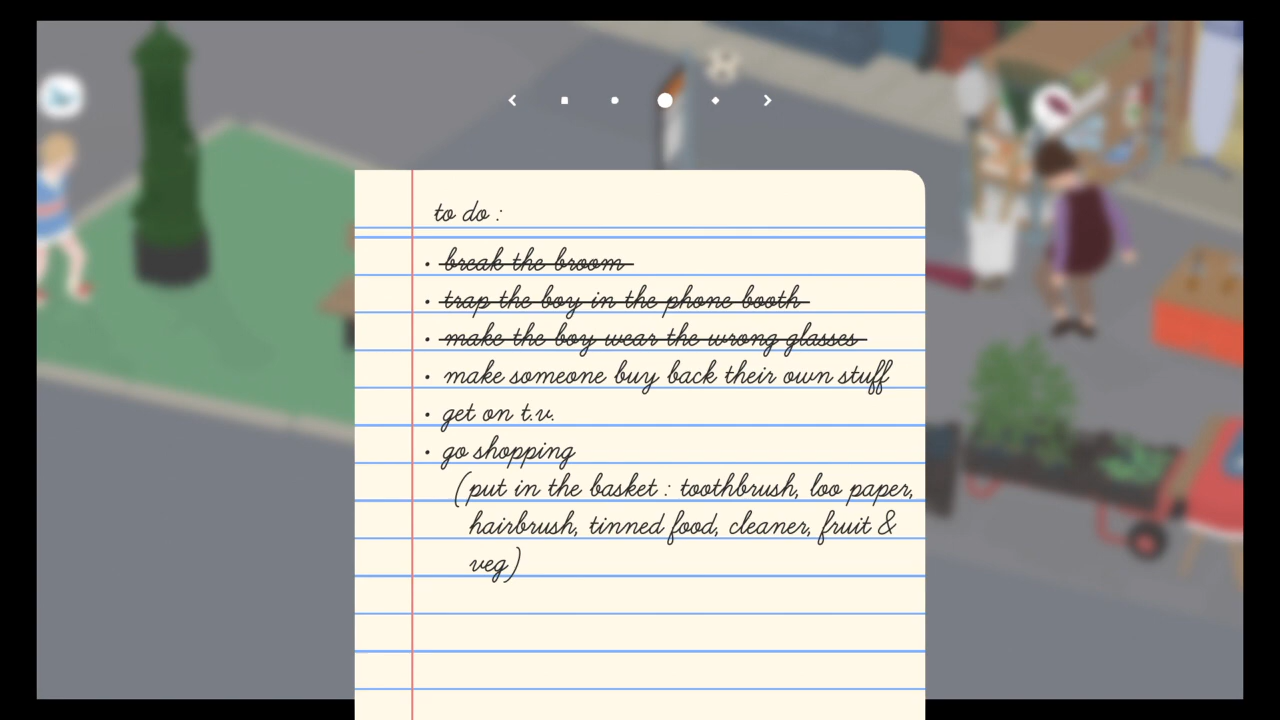 to do :
• break the broom
• trap the boy in the phone booth
• make the boy wear the wrong glasses
• make someone buy back their own stuff
• get on t.v.
• go shopping
(put in the basket : toothbrush, loo paper,
hairbrush, tinned food, cleaner, fruit &
veg)